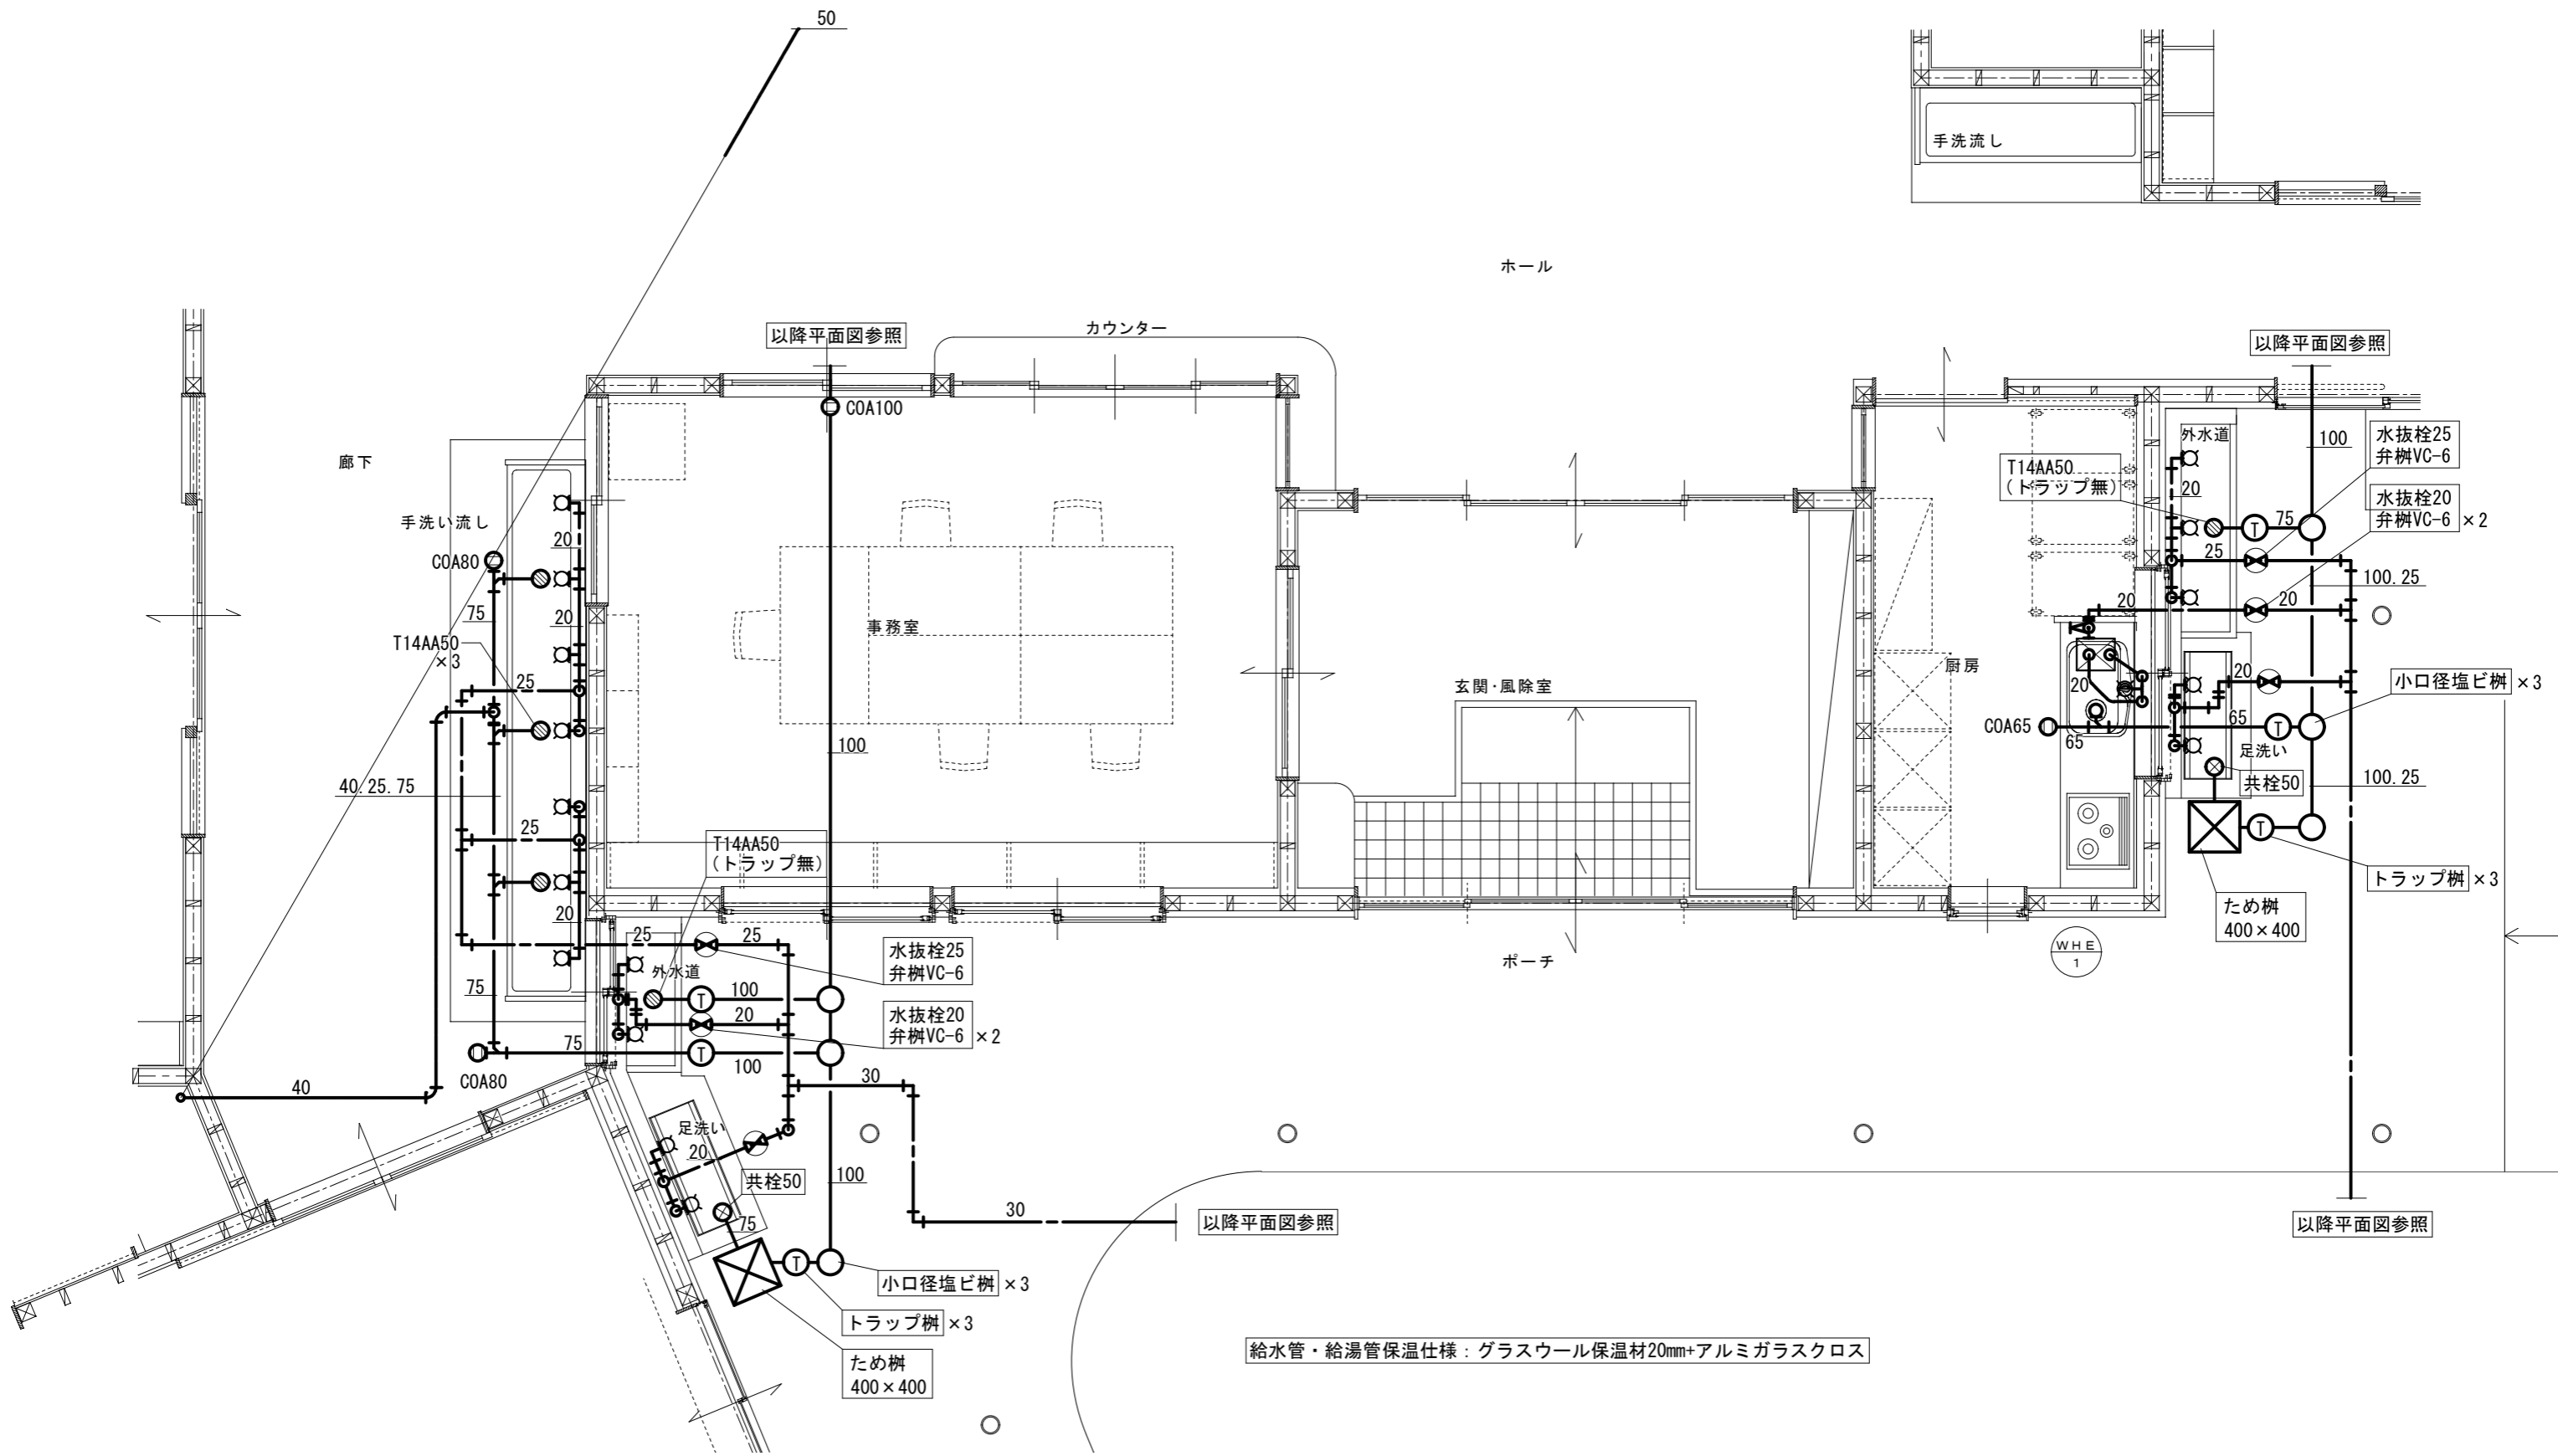 50
手洗流し
ホール
カウンター
以降平面図参照
以降平面図参照
COA100
廊下
外水道
100
水抜栓25
弁桝VC-6
T14AA50
(トラップ無)
20
水抜栓20
弁桝VC-6 ×2
手洗い流し
20
75
COA80
25
100.25
75
20
20
20
事務室
T14AA50
×3
厨房
25
20
20
小口径塩ビ桝 ×3
玄関･風除室
65
COA65
65
足洗い
100
40.25.75
共栓50
100.25
25
T14AA50
(トラップ無)
トラップ桝 ×3
20
ため桝
400×400
25
25
水抜栓25
弁桝VC-6
WHE
1
ポーチ
外水道
75
100
20
水抜栓20
弁桝VC-6 ×2
75
100
COA80
40
30
足洗い
20
共栓50
100
75
30
以降平面図参照
以降平面図参照
小口径塩ビ桝 ×3
トラップ桝 ×3
ため桝
400×400
給水管・給湯管保温仕様：グラスウール保温材20mm+アルミガラスクロス
T
T
T
T
T
T